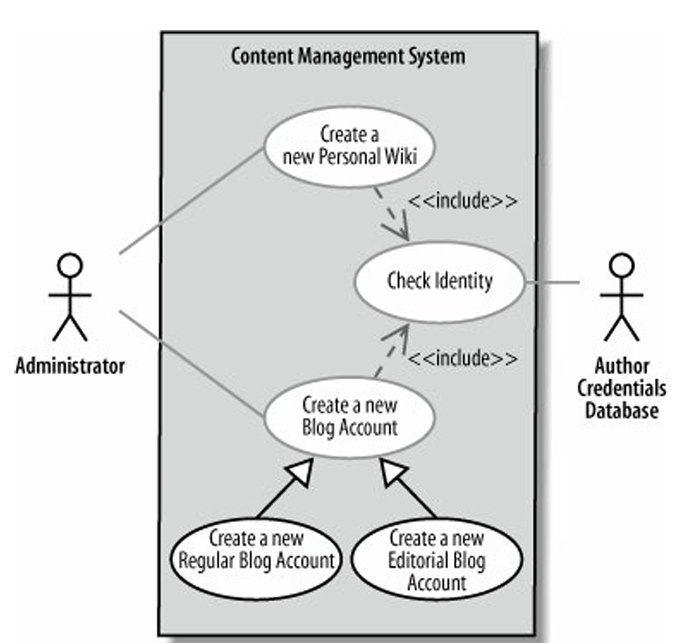 Content Management System
Create a
new Personal Wiki
<<include>>
Check Identity
Administrator
<<include>>
Author
Credentials
Database
Create a new
Blog Account
Create a new
Regular Blog Account
Create a new
Editorial Blog
Account